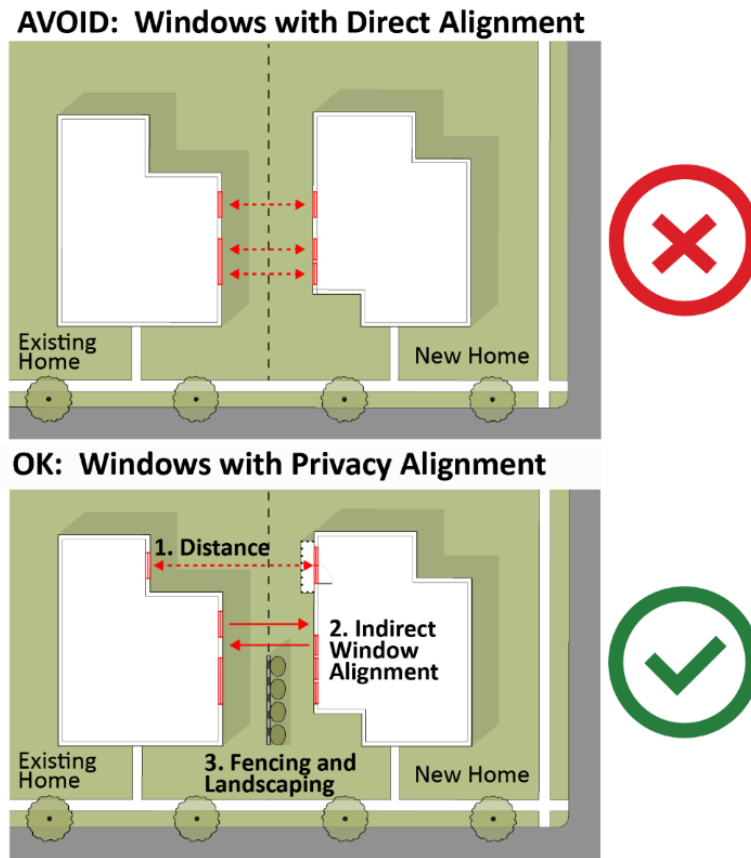 AVOID:  Windows with Direct Alignment
Existing
Home
New Home
OK:  Windows with Privacy Alignment
1. Distance
2. Indirect
Window
Alignment
3. Fencing and
Landscaping
Existing
Home
New Home